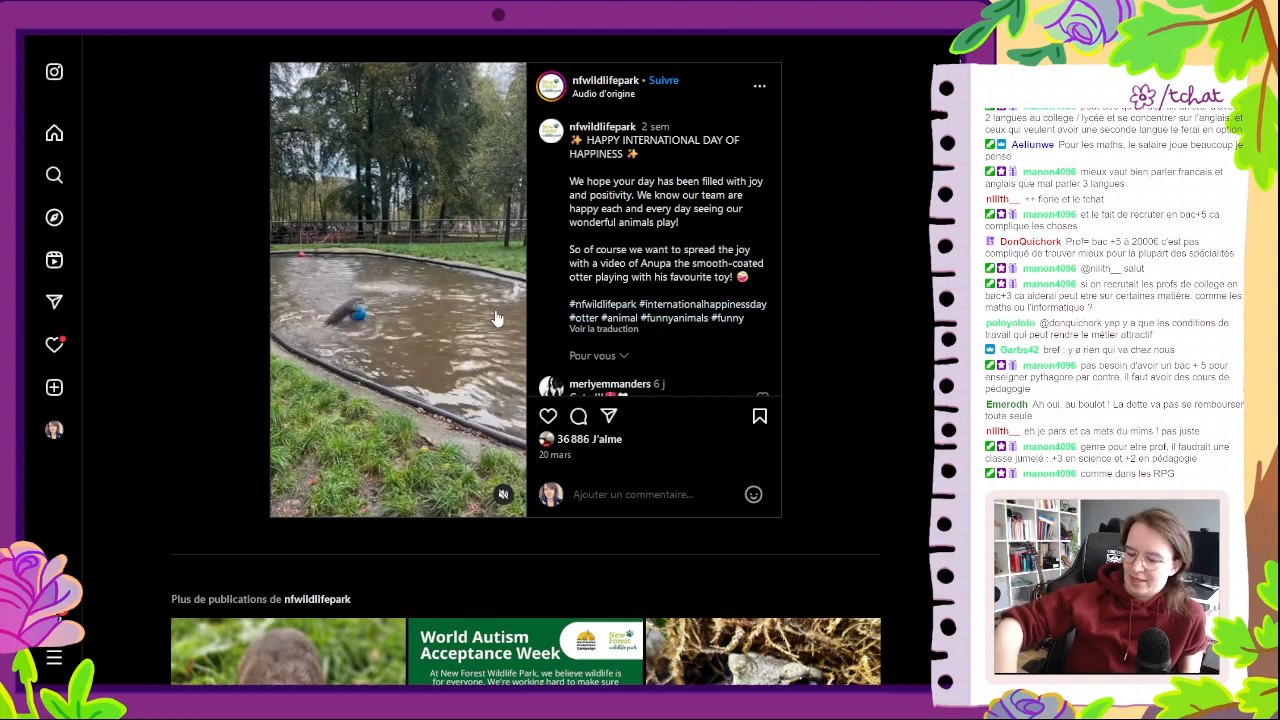 nfwildlifepark • Suivre
Audio d'origine
nfwildlifepark 2 sem
✨ HAPPY INTERNATIONAL DAY OF
HAPPINESS ✨
We hope your day has been filled with joy
and positivity. We know our team are
happy each and every day seeing our
wonderful animals play!
So of course we want to spread the joy
with a video of Anupa the smooth-coated
otter playing with his favourite toy! 🤪
#nfwildlifepark #internationalhappinessday
#otter #animal #funnyanimals #funny
Voir la traduction
Pour vous
meriyemmanders 6 j
36 886 J'aime
20 mars
Ajouter un commentaire...
Plus de publications de nfwildlifepark
World Autism
Acceptance Week
New Forest
wildlife park
At New Forest Wildlife Park, we believe wildlife is
for everyone. We're working hard to make sure
/tchat
2 langues au college / lycée et se concentrer sur l'anglais. et
ceux qui veulent avoir une seconde langue le ferai en option
Aeliunwe Pour les maths, le salaire joue beaucoup je
pense
manon4096 mieux vaut bien parler francais et
anglais que mal parler 3 langues
nilith__ ++ florie et le tchat
manon4096 et le fait de recruter en bac+5, ca
complique les choses
DonQuichork Prof= bac +5 p 2000€ c'est pas
compliqué de trouver mieux pour la plupart des spécialités
manon4096 @nilith__ salut
manon4096 si on recrutait les profs de college en
bac+3 ca aiderai peut etre sur certaines matière. comme les
maths ou l'informatique ?
poloyololo @donquichork yep y a que les conditions de
travail qui peut rendre le métier attractif
Garbs42 bref : y a rien qui va chez nous
manon4096 pas besoin d'avoir un bac + 5 pour
enseigner pythagore par contre. il faut avoir des cours de
pédagogie
Emerodh Ah oui, au boulot ! La dette va pas se rembourser
toute seule
nilith__ eh je pars et ca mets du mims ! pas juste
manon4096 genre pour etre prof, il faudrait une
classe jumelé : +3 en science et +2 en pédagogie
manon4096 comme dans les RPG